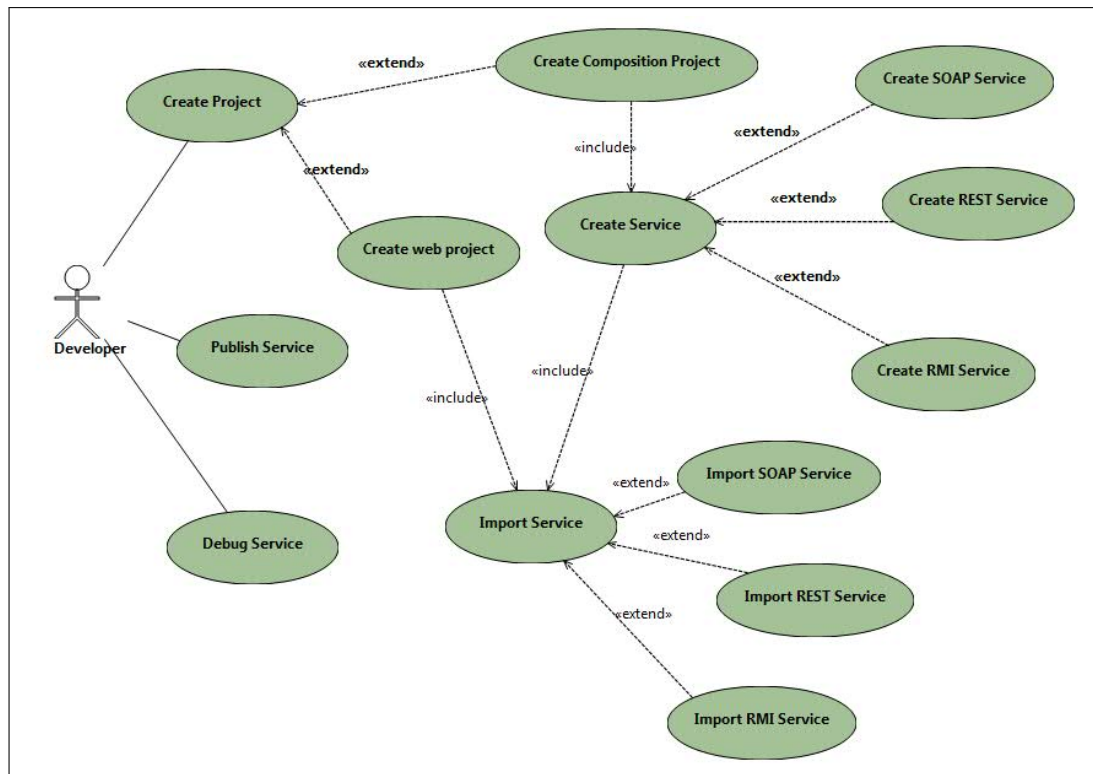 Create Composition Project
«extend»
Create SOAP Service
Create Project
«extend»
«include»
«extend»
«extend»
Create REST Service
Create Service
Create web project
«extend»
Developer
Publish Service
«include»
Create RMI Service
«include»
Import SOAP Service
«extend»
Import Service
«extend»
Debug Service
Import REST Service
«extend»
Import RMI Service